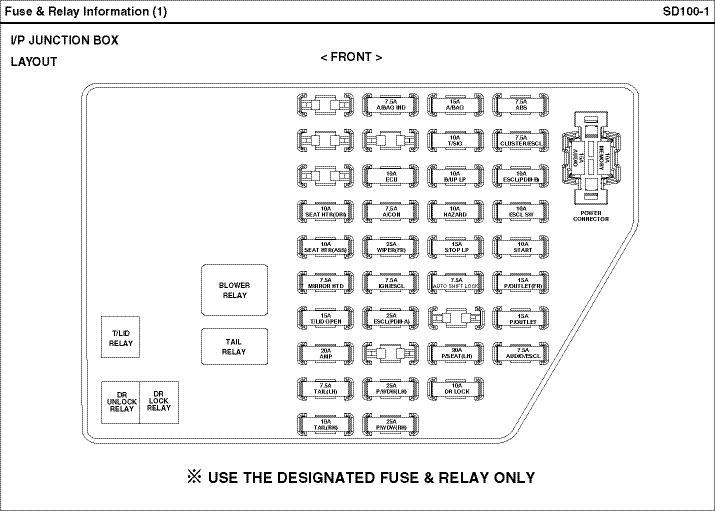 Fuse & Relay Information (1) SD100-1
I/P JUNCTION BOX
LAYOUT
< FRONT >
7.5A 15A 7.5A
A/BAG IND A/BAG ABS
10A 7.5A
T/SIG CLUSTER/ESCL
10A 10A 10A
ECU B/UP LP ESCL(PDM-B)
15A AUDIO
10A MEMORY
POWER
CONNECTOR
10A 7.5A 10A 10A
SEAT HTR(DRI) A/CON HAZARD ESCL SW
10A 25A 15A 10A
SEAT HTR(ASS) WIPER(FR) STOP LP START
7.5A 7.5A 7.5A 15A
MIRROR HTD IGN/ESCL AUTO SHIFT LOCK P/OUTLET(FR)
15A 25A 15A
T/LID OPEN ESCL(PDM-A) P/OUTLET
20A 30A 7.5A
AMP P/SEAT(LH) AUDIO/ESCL
7.5A 25A 10A
TAIL(LH) P/WDW(LH) DR LOCK
10A 25A
TAIL(RH) P/WDW(RH)
BLOWER
RELAY
T/LID
RELAY
TAIL
RELAY
DR
UNLOCK
RELAY
DR
LOCK
RELAY
※ USE THE DESIGNATED FUSE & RELAY ONLY